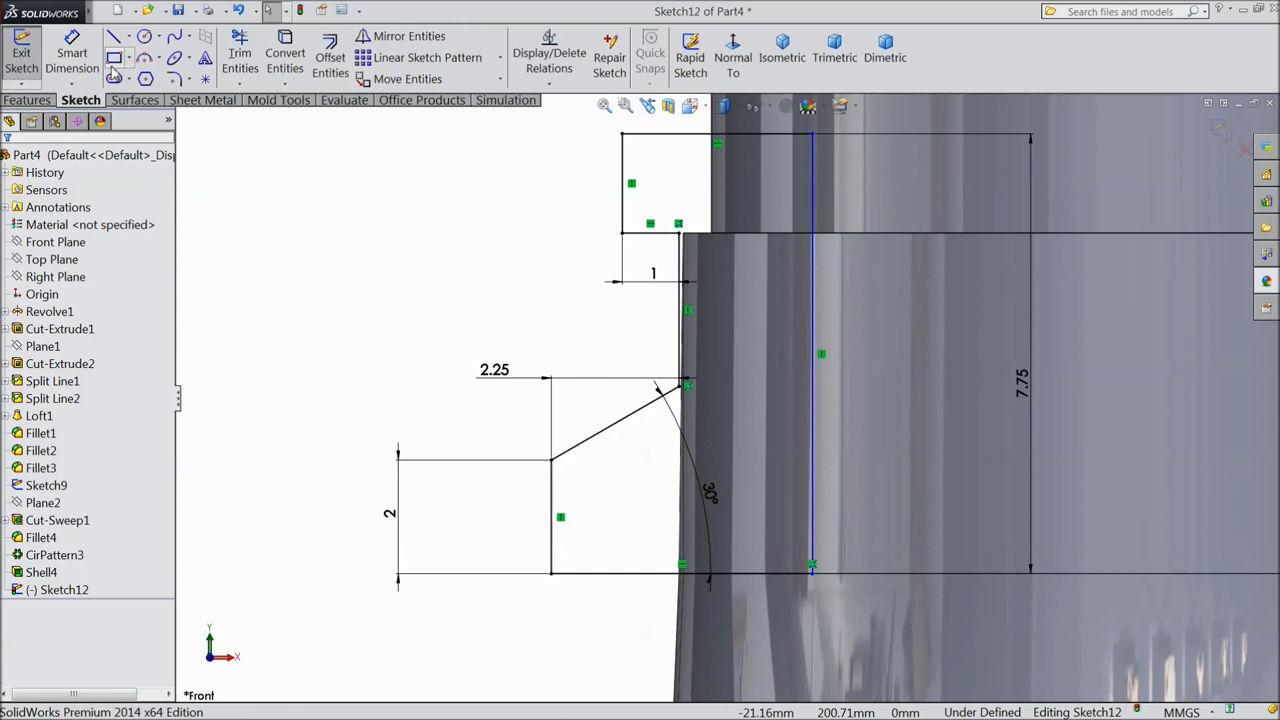 SOLIDWORKS
Sketch12 of Part4 *
Search files and models
Exit Sketch
Smart Dimension
Trim Entities
Convert Entities
Offset Entities
Mirror Entities
Linear Sketch Pattern
Move Entities
Display/Delete Relations
Repair Sketch
Quick Snaps
Rapid Sketch
Normal To
Isometric
Trimetric
Dimetric
Features
Sketch
Surfaces
Sheet Metal
Mold Tools
Evaluate
Office Products
Simulation
Part4 (Default<<Default>_Disp
History
Sensors
Annotations
Material <not specified>
Front Plane
Top Plane
Right Plane
Origin
Revolve1
Cut-Extrude1
Plane1
Cut-Extrude2
Split Line1
Split Line2
Loft1
Fillet1
Fillet2
Fillet3
Sketch9
Plane2
Cut-Sweep1
Fillet4
CirPattern3
Shell4
(-) Sketch12
1
2.25
7.75
30°
2
Y
X
*Front
SolidWorks Premium 2014 x64 Edition
-21.16mm
200.71mm
0mm
Under Defined
Editing Sketch12
MMGS